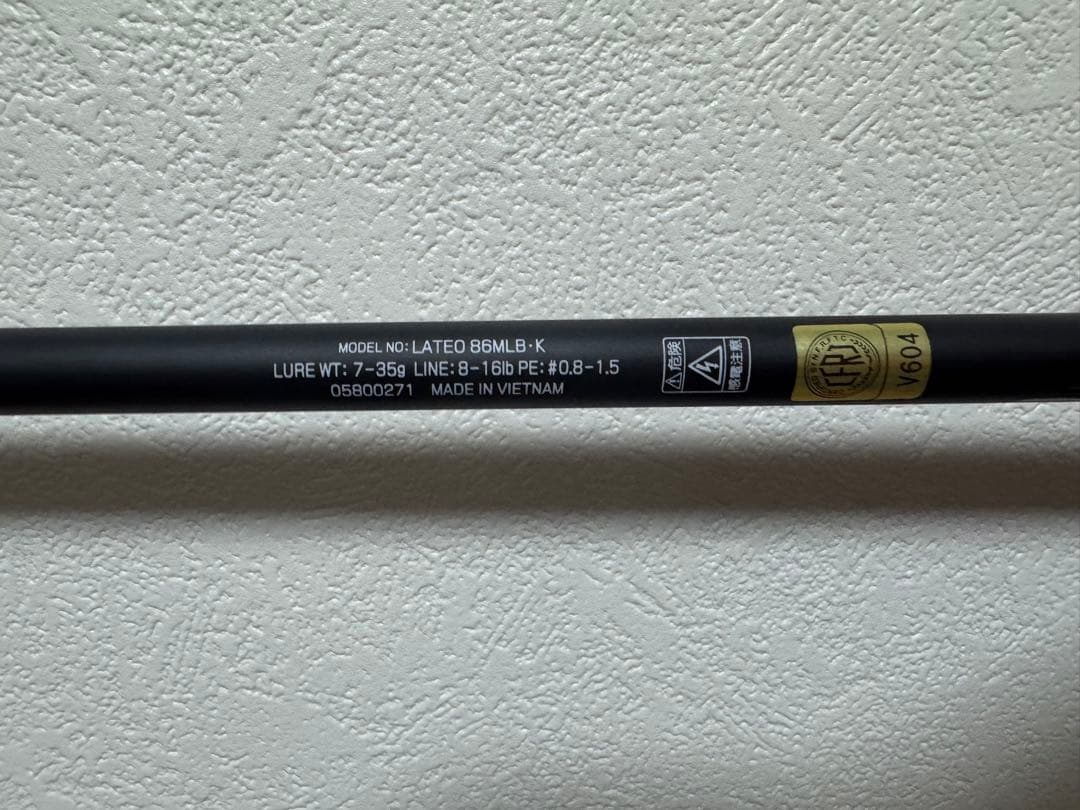 MODEL NO: LATEO 86MLB・K
LURE WT: 7-35g LINE: 8-16lb PE: #0.8-1.5
05800271 MADE IN VIETNAM
危険
感電注意
CFRT
V604